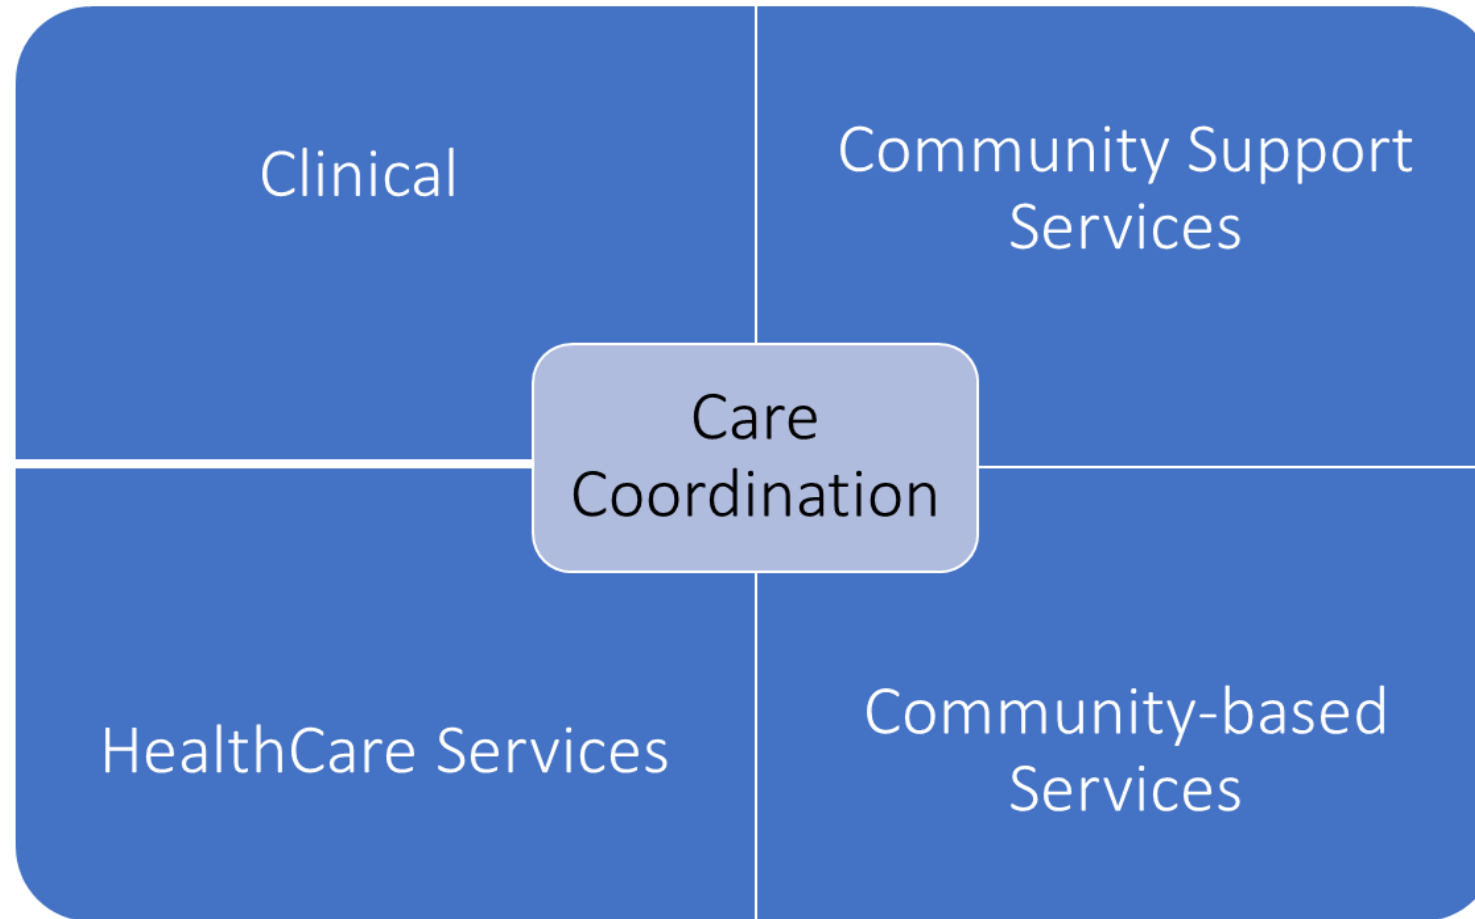 Clinical
Community Support
Services
Care
Coordination
HealthCare Services
Community-based
Services